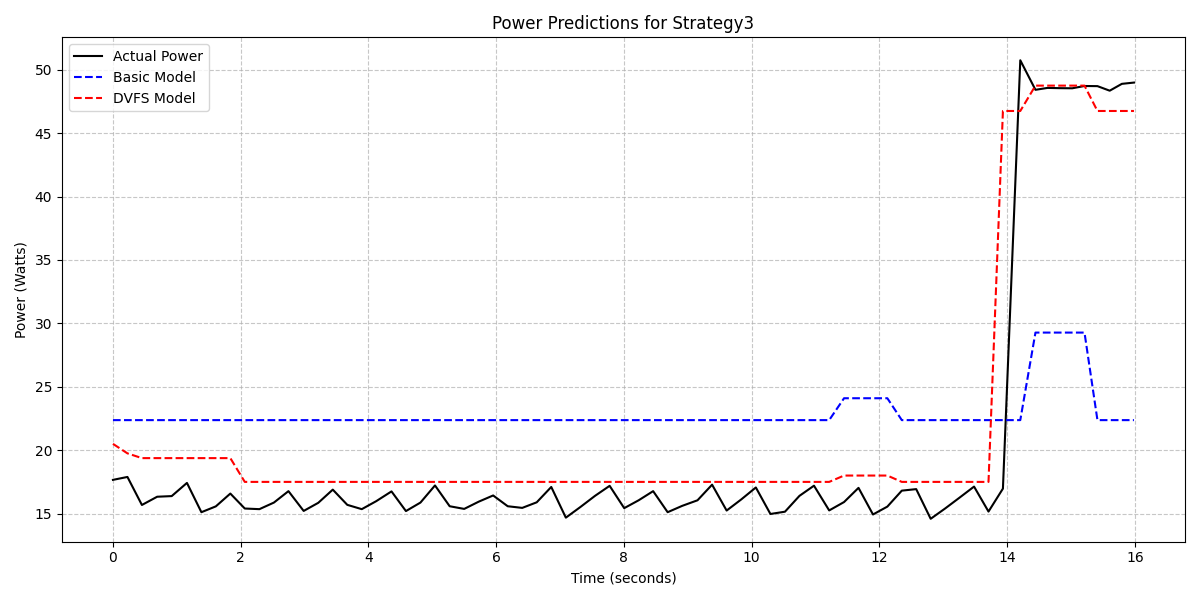 Power Predictions for Strategy3
Actual Power
Basic Model
DVFS Model
Power (Watts)
50
45
40
35
30
25
20
15
0 2 4 6 8 10 12 14 16
Time (seconds)